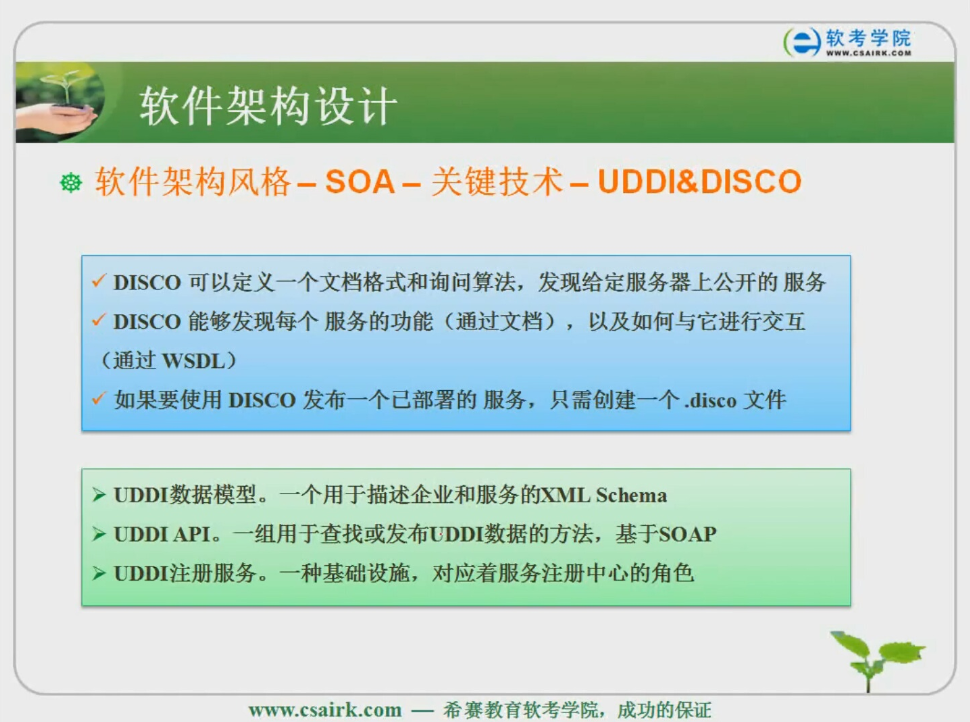 软考学院
WWW.CSAIRK.COM
软件架构设计
软件架构风格 – SOA – 关键技术 – UDDI&DISCO
✓ DISCO 可以定义一个文档格式和询问算法，发现给定服务器上公开的 服务
✓ DISCO 能够发现每个 服务的功能（通过文档），以及如何与它进行交互
（通过 WSDL）
✓ 如果要使用 DISCO 发布一个已部署的 服务，只需创建一个 .disco 文件
➢ UDDI数据模型。一个用于描述企业和服务的XML Schema
➢ UDDI API。一组用于查找或发布UDDI数据的方法，基于SOAP
➢ UDDI注册服务。一种基础设施，对应着服务注册中心的角色
www.csairk.com — 希赛教育软考学院，成功的保证